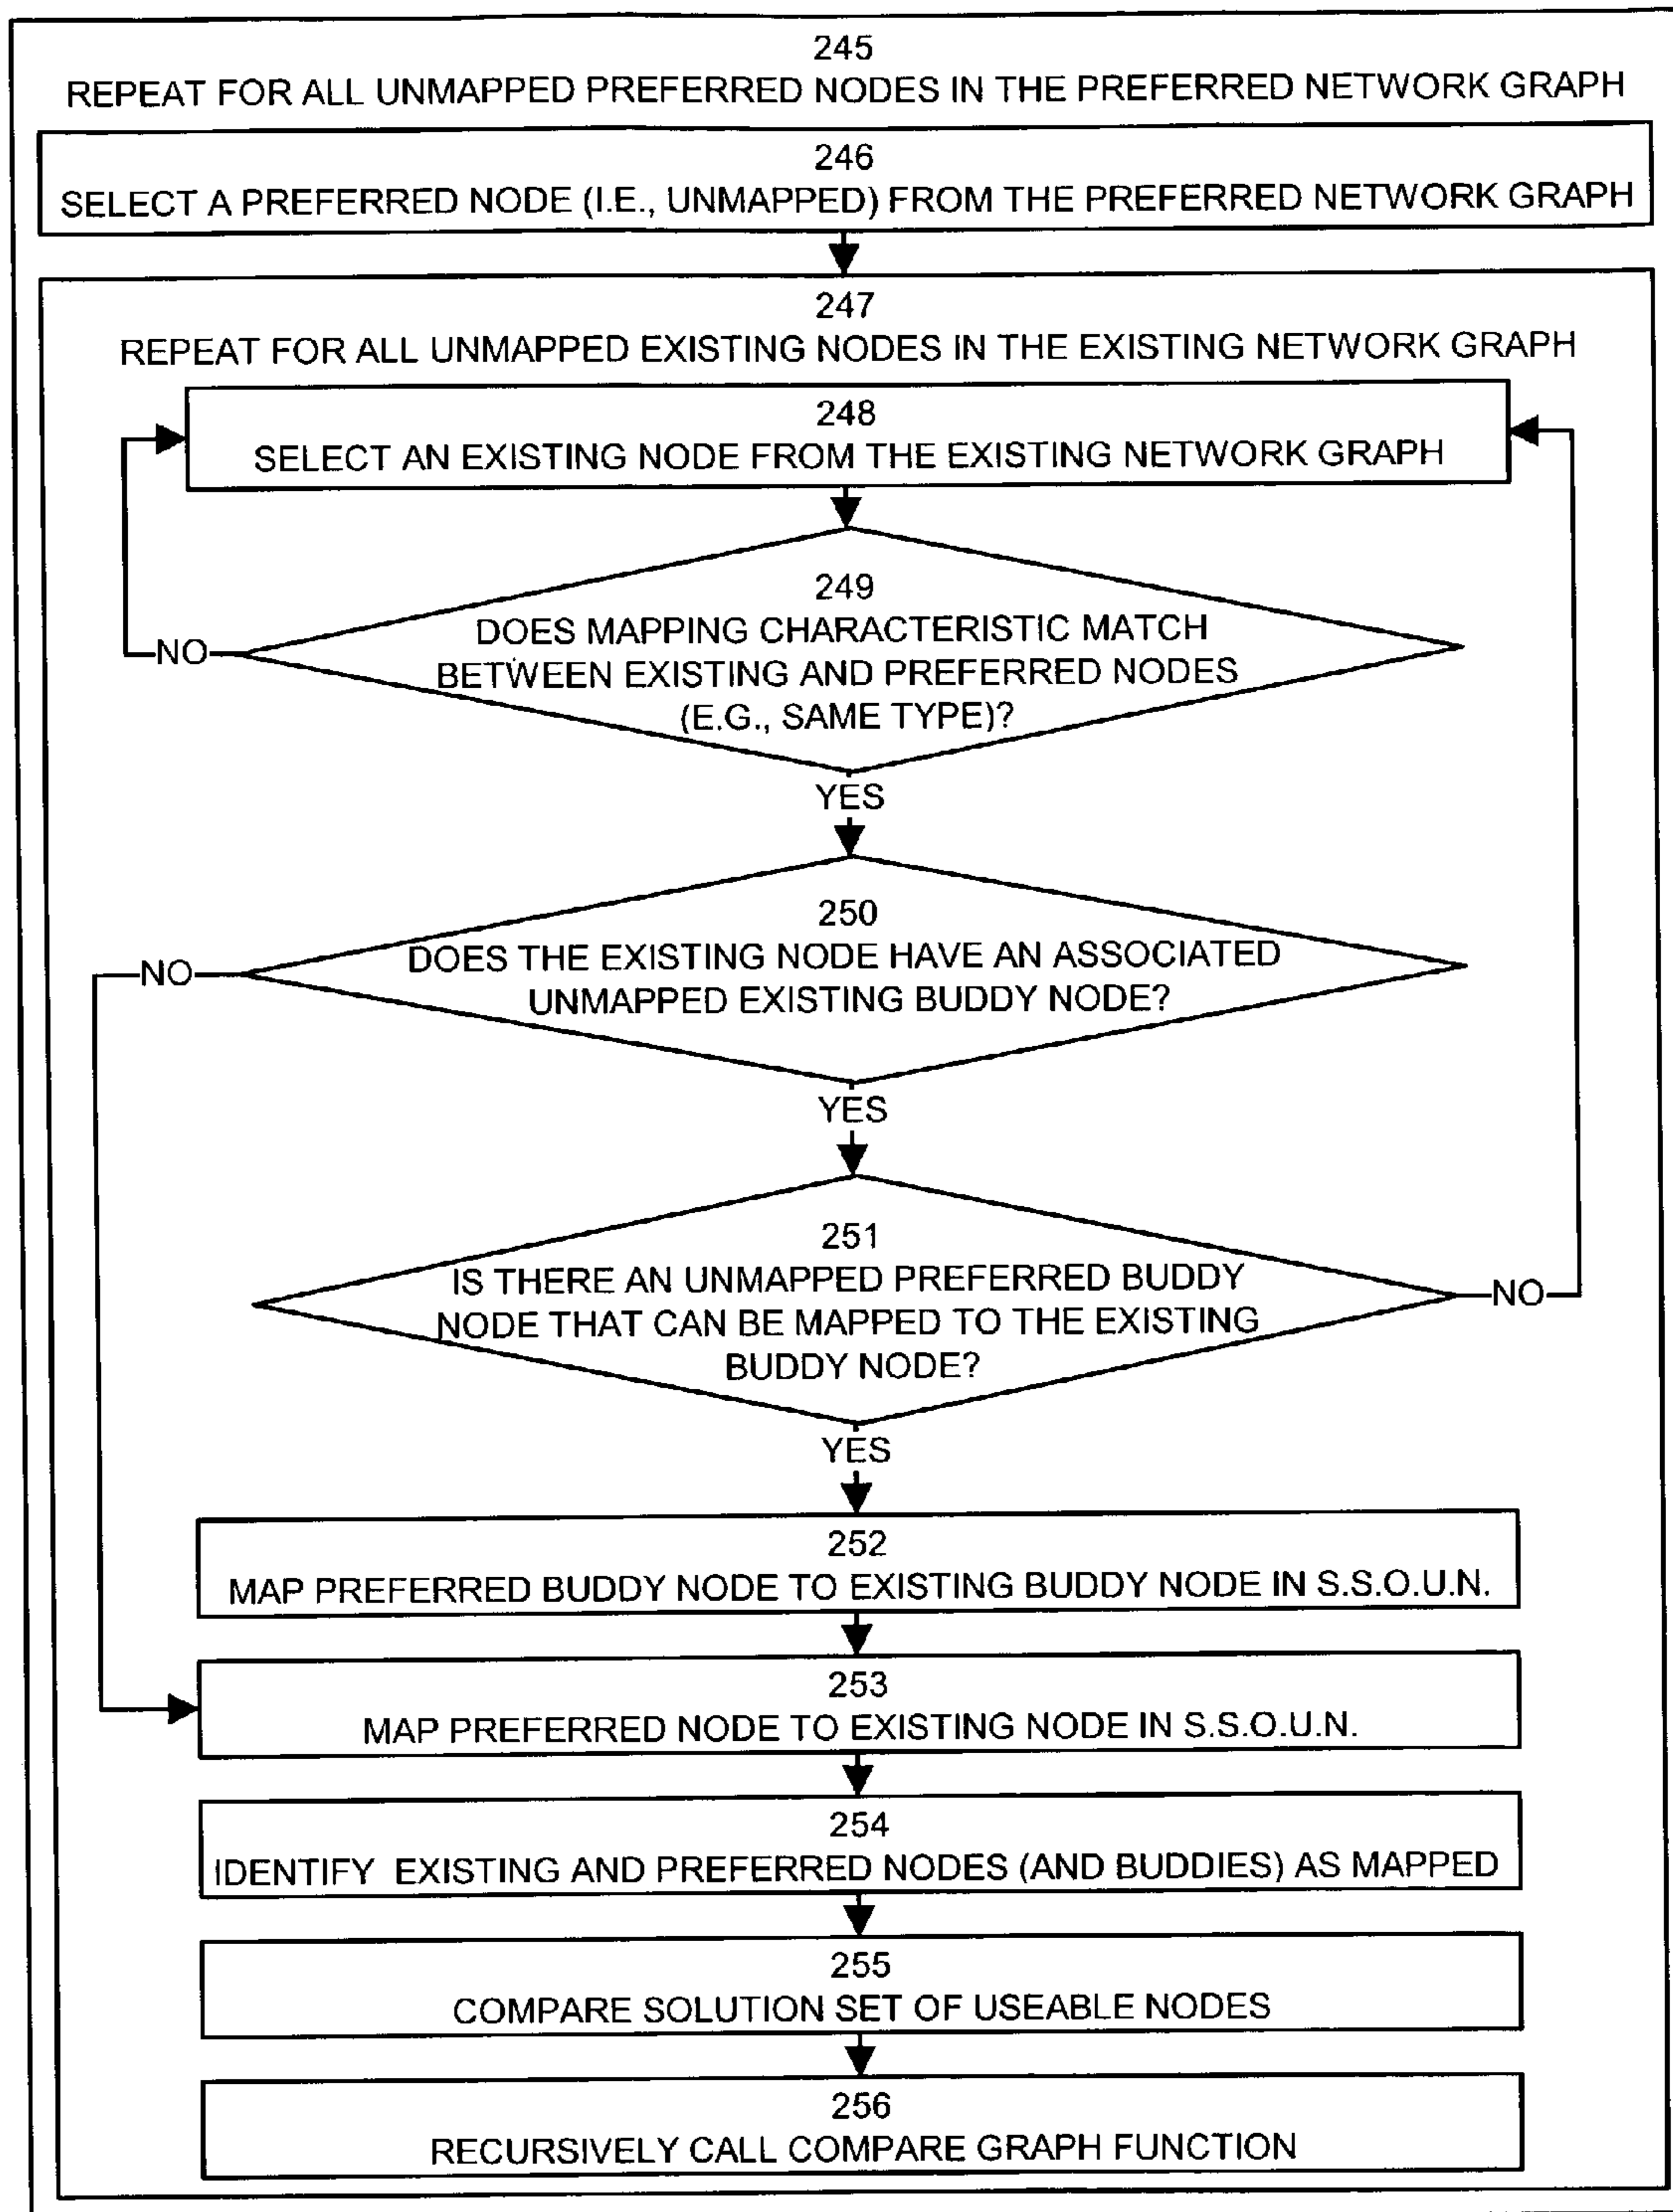 245
REPEAT FOR ALL UNMAPPED PREFERRED NODES IN THE PREFERRED NETWORK GRAPH
246
SELECT A PREFERRED NODE (I.E., UNMAPPED) FROM THE PREFERRED NETWORK GRAPH
247
REPEAT FOR ALL UNMAPPED EXISTING NODES IN THE EXISTING NETWORK GRAPH
248
SELECT AN EXISTING NODE FROM THE EXISTING NETWORK GRAPH
249
DOES MAPPING CHARACTERISTIC MATCH
BETWEEN EXISTING AND PREFERRED NODES
(E.G., SAME TYPE)?
NO
YES
250
DOES THE EXISTING NODE HAVE AN ASSOCIATED
UNMAPPED EXISTING BUDDY NODE?
NO
YES
251
IS THERE AN UNMAPPED PREFERRED BUDDY
NODE THAT CAN BE MAPPED TO THE EXISTING
BUDDY NODE?
NO
YES
252
MAP PREFERRED BUDDY NODE TO EXISTING BUDDY NODE IN S.S.O.U.N.
253
MAP PREFERRED NODE TO EXISTING NODE IN S.S.O.U.N.
254
IDENTIFY EXISTING AND PREFERRED NODES (AND BUDDIES) AS MAPPED
255
COMPARE SOLUTION SET OF USEABLE NODES
256
RECURSIVELY CALL COMPARE GRAPH FUNCTION